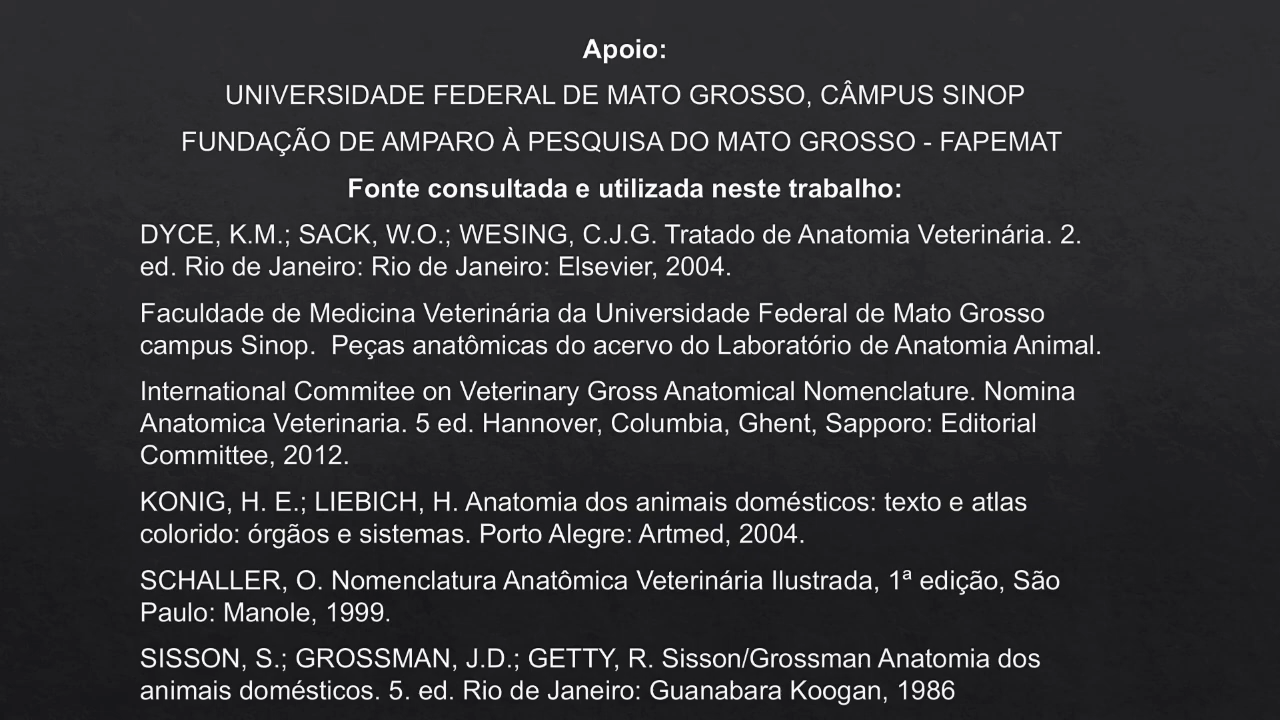 Apoio:
UNIVERSIDADE FEDERAL DE MATO GROSSO, CÂMPUS SINOP
FUNDAÇÃO DE AMPARO À PESQUISA DO MATO GROSSO - FAPEMAT
Fonte consultada e utilizada neste trabalho:
DYCE, K.M.; SACK, W.O.; WESING, C.J.G. Tratado de Anatomia Veterinária. 2.
ed. Rio de Janeiro: Rio de Janeiro: Elsevier, 2004.
Faculdade de Medicina Veterinária da Universidade Federal de Mato Grosso
campus Sinop.  Peças anatômicas do acervo do Laboratório de Anatomia Animal.
International Commitee on Veterinary Gross Anatomical Nomenclature. Nomina
Anatomica Veterinaria. 5 ed. Hannover, Columbia, Ghent, Sapporo: Editorial
Committee, 2012.
KONIG, H. E.; LIEBICH, H. Anatomia dos animais domésticos: texto e atlas
colorido: órgãos e sistemas. Porto Alegre: Artmed, 2004.
SCHALLER, O. Nomenclatura Anatômica Veterinária Ilustrada, 1ª edição, São
Paulo: Manole, 1999.
SISSON, S.; GROSSMAN, J.D.; GETTY, R. Sisson/Grossman Anatomia dos
animais domésticos. 5. ed. Rio de Janeiro: Guanabara Koogan, 1986